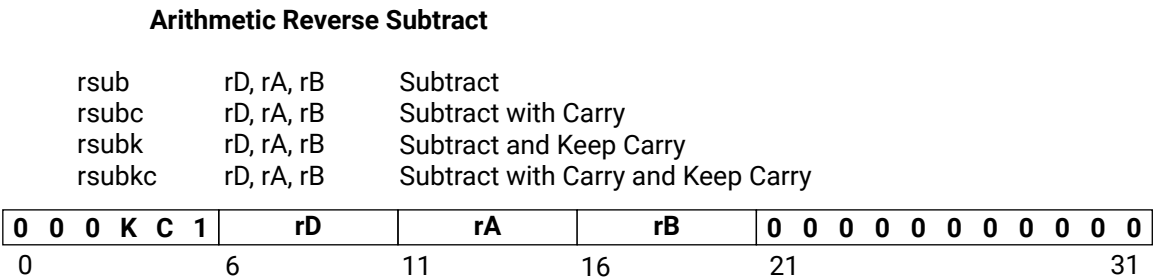 Arithmetic Reverse Subtract
rsub rD, rA, rB Subtract
rsubc rD, rA, rB Subtract with Carry
rsubk rD, rA, rB Subtract and Keep Carry
rsubkc rD, rA, rB Subtract with Carry and Keep Carry
0 0 0 K C 1 rD rA rB 0 0 0 0 0 0 0 0 0 0 0
0 6 11 16 21 31